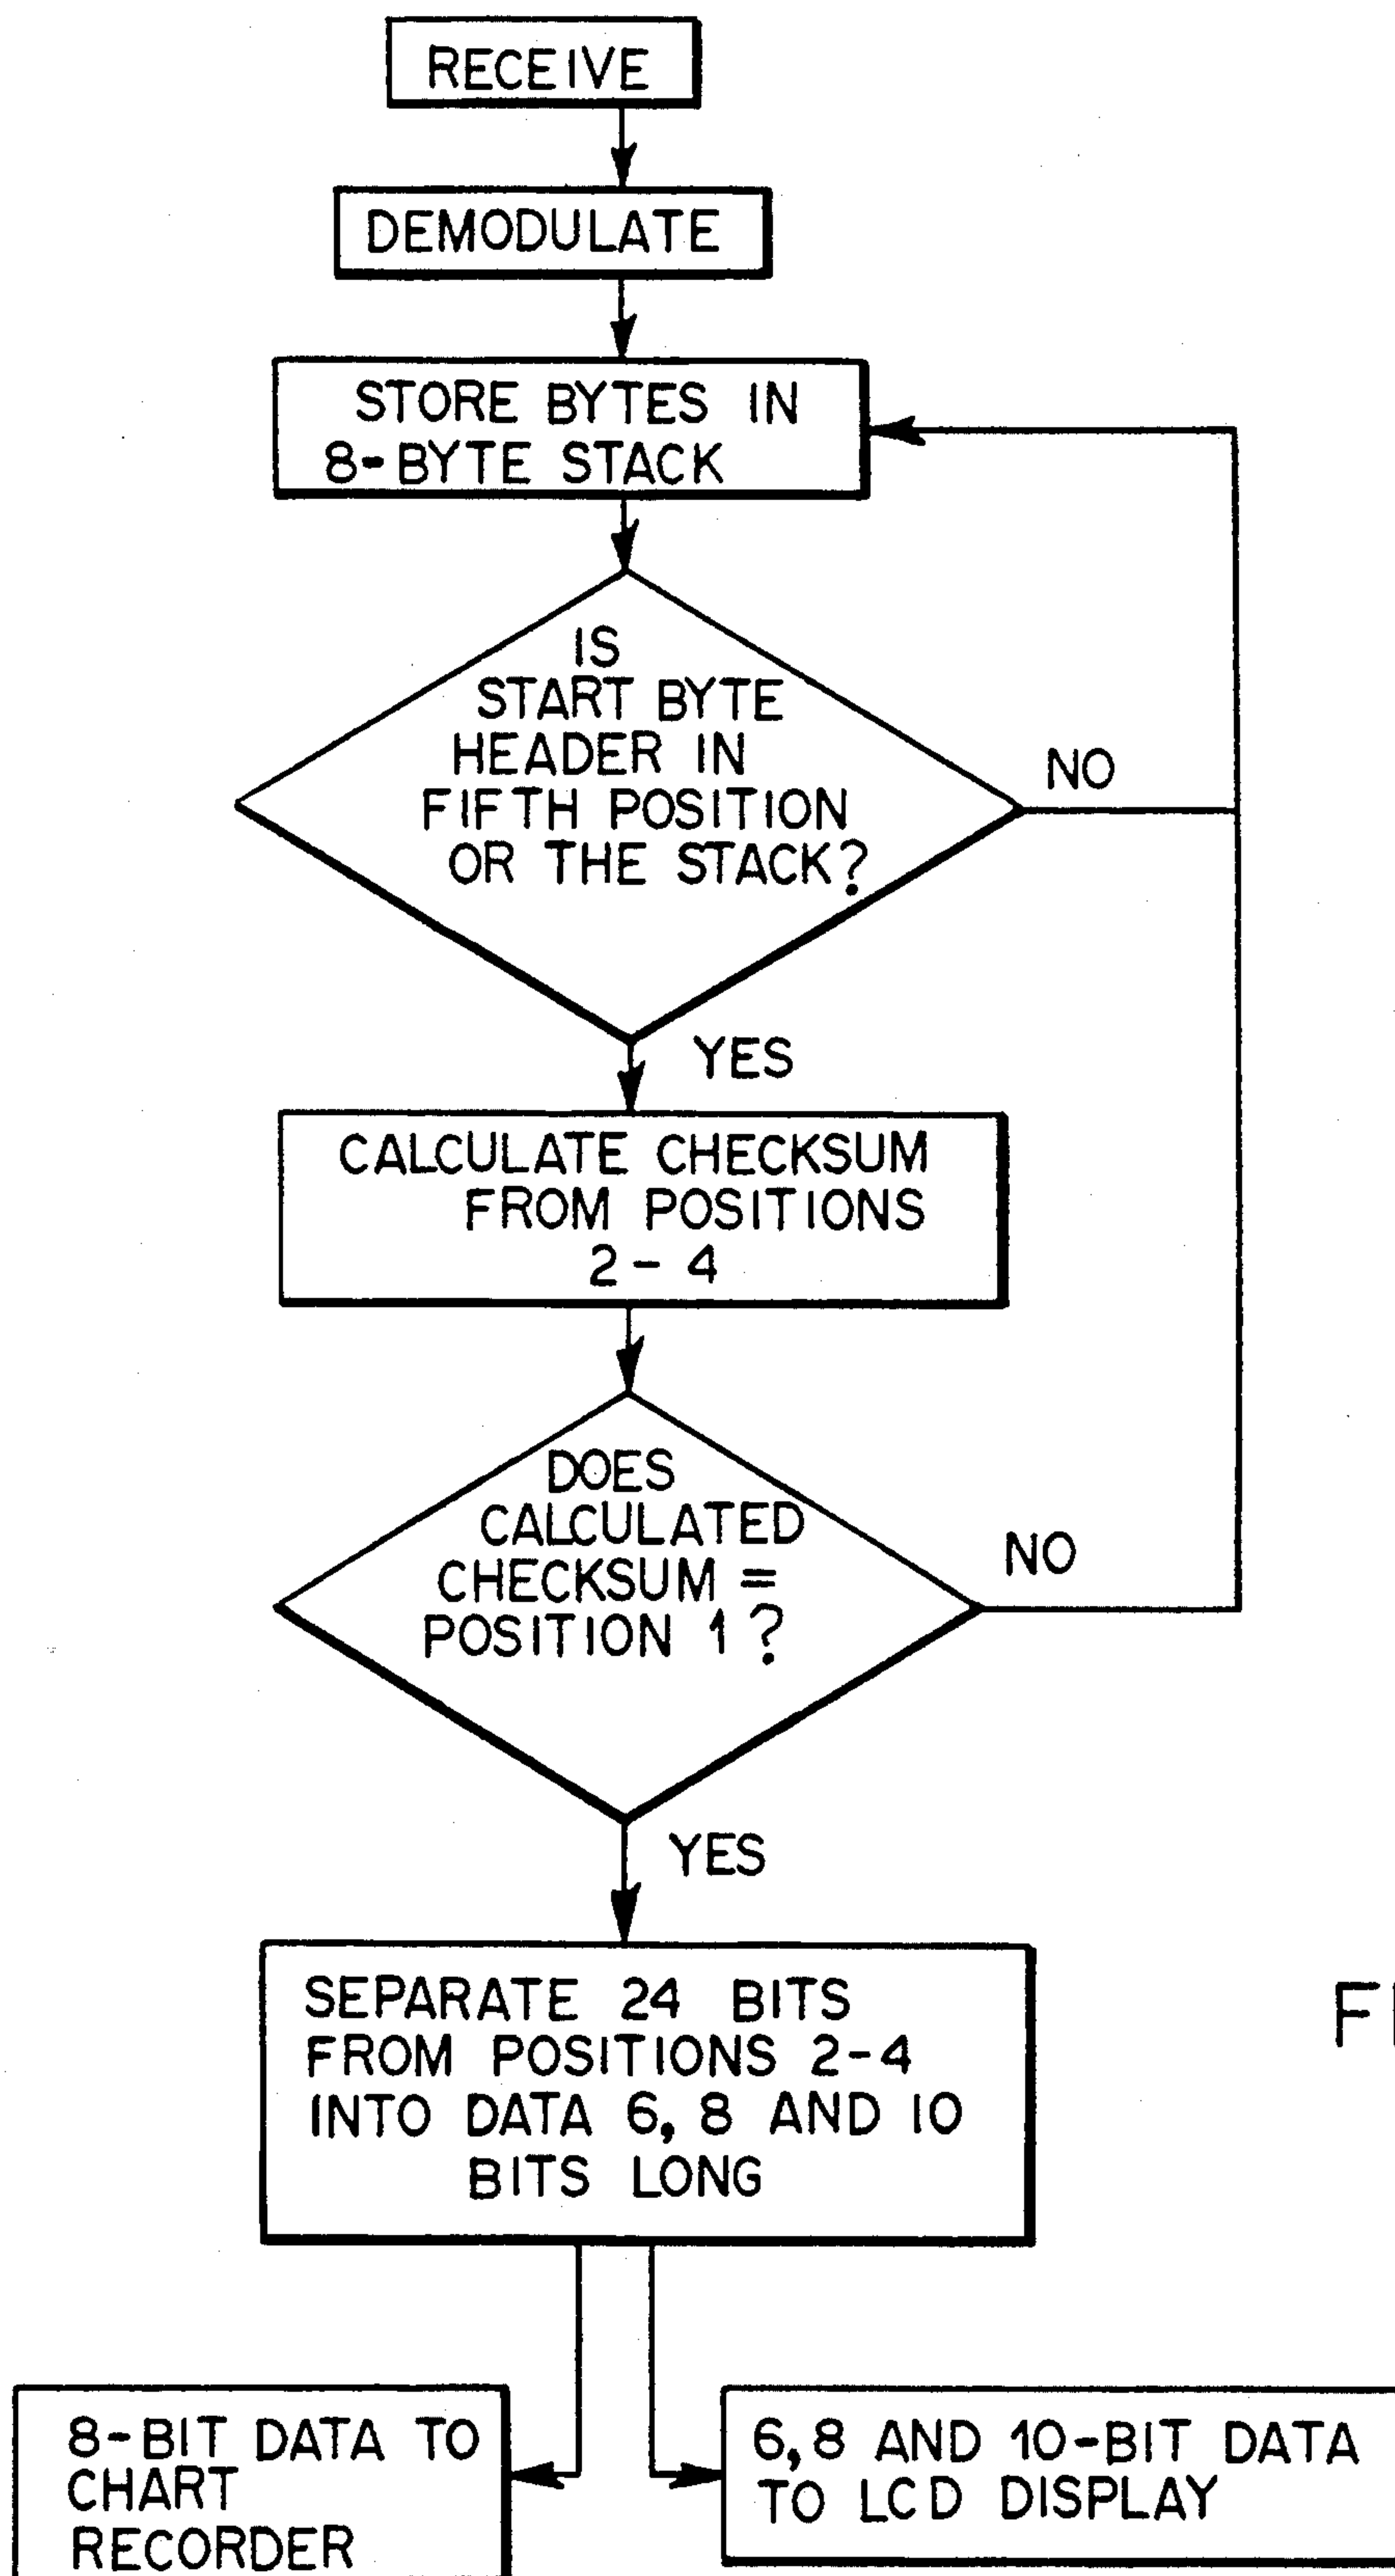 RECEIVE
DEMODULATE
STORE BYTES IN
8-BYTE STACK
IS
START BYTE
HEADER IN
FIFTH POSITION
OR THE STACK?
NO
YES
CALCULATE CHECKSUM
FROM POSITIONS
2-4
DOES
CALCULATED
CHECKSUM =
POSITION 1?
NO
YES
SEPARATE 24 BITS
FROM POSITIONS 2-4
INTO DATA 6, 8 AND 10
BITS LONG
8-BIT DATA TO
CHART
RECORDER
6,8 AND 10-BIT DATA
TO LCD DISPLAY